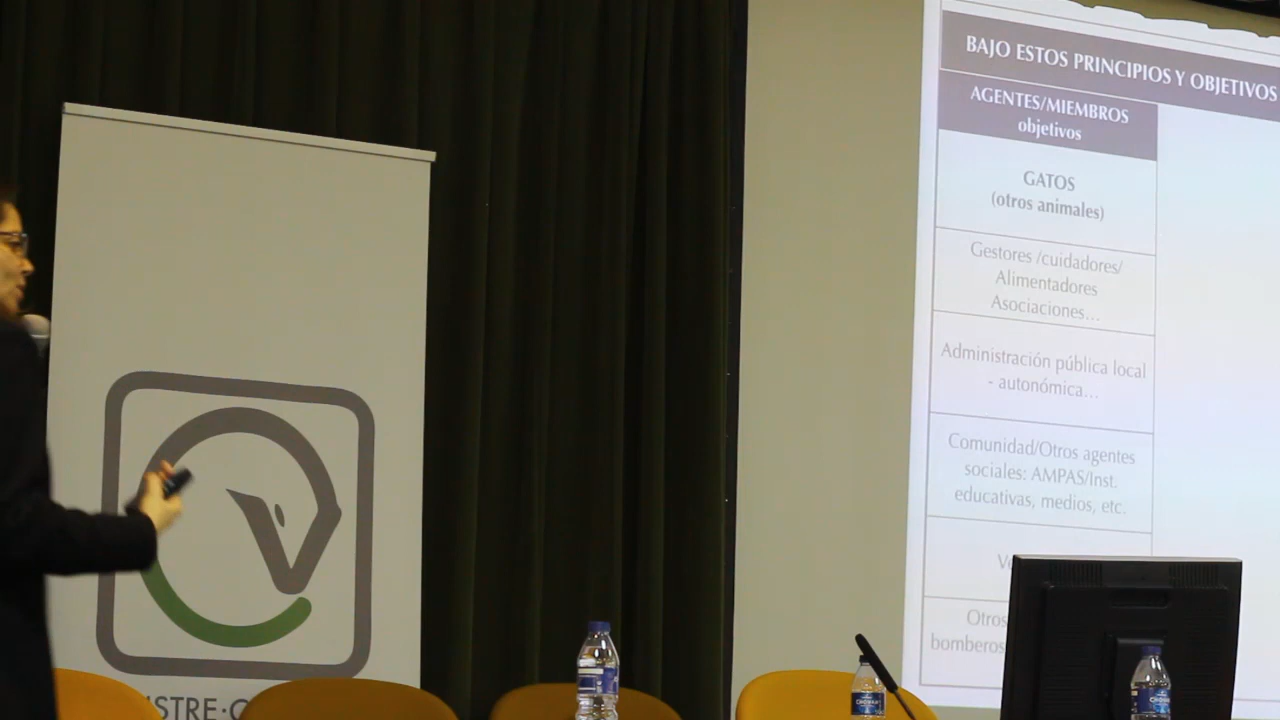 BAJO ESTOS PRINCIPIOS Y OBJETIVOS
AGENTES/MIEMBROS
objetivos
GATOS
(otros animales)
Gestores /cuidadores/
Alimentadores
Asociaciones...
Administración pública local
- autonómica...
Comunidad/Otros agentes
sociales: AMPAS/Inst.
educativas, medios, etc.
Otros
bomberos